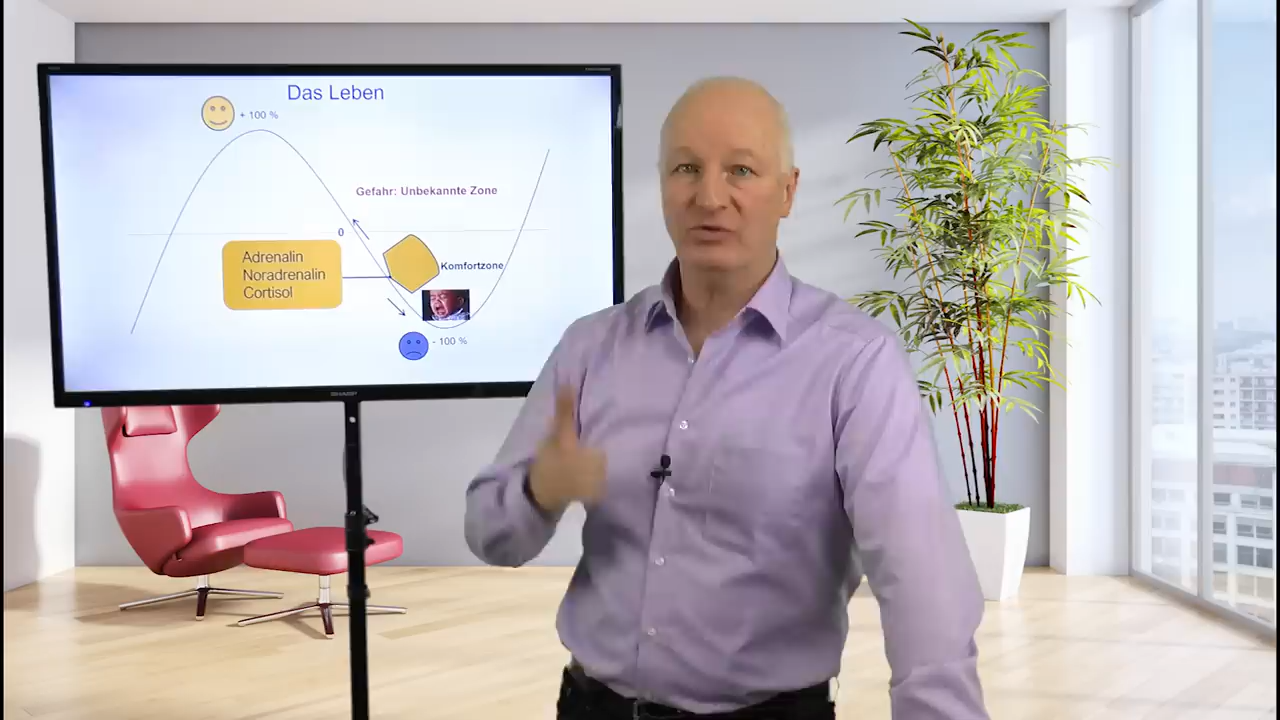 Das Leben
+ 100 %
Gefahr: Unbekannte Zone
0
Adrenalin
Noradrenalin
Cortisol
Komfortzone
- 100 %